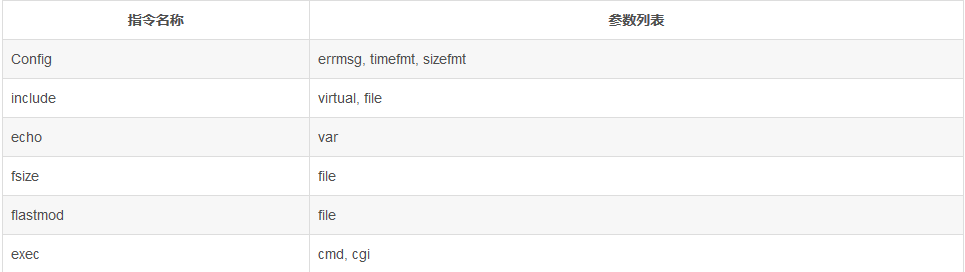 指令名称 参数列表
Config errmsg, timefmt, sizefmt
include virtual, file
echo var
fsize file
flastmod file
exec cmd, cgi